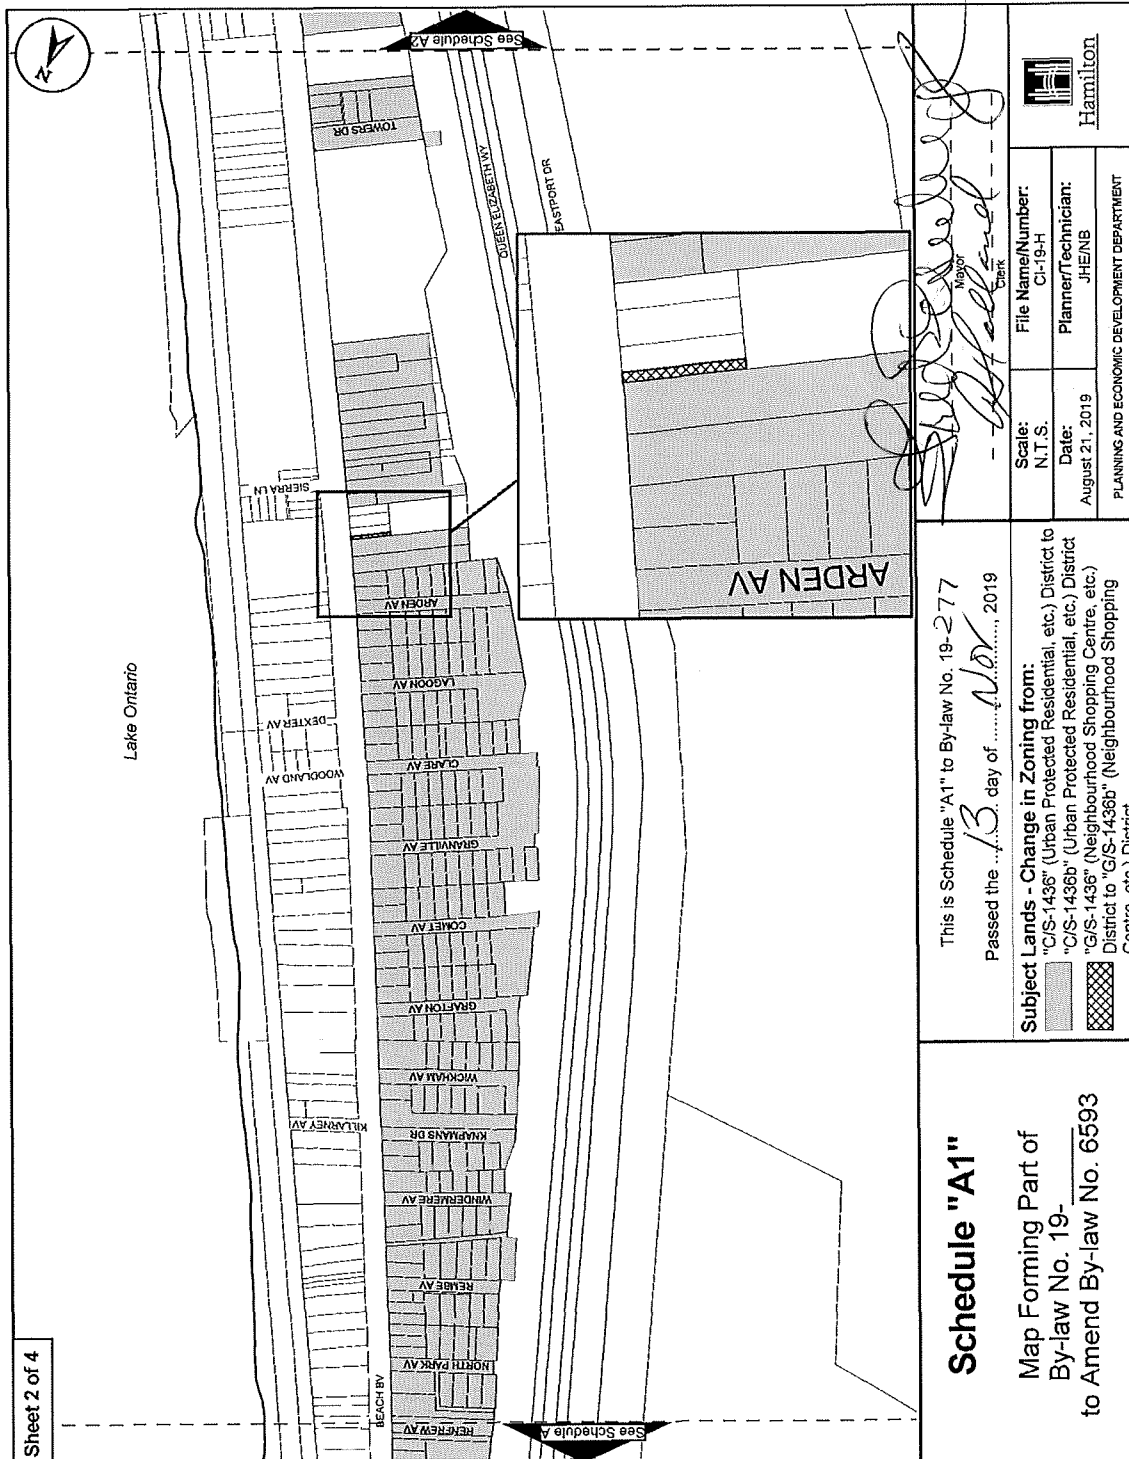 Sheet 2 of 4
N
Lake Ontario
See Schedule A2
TOWERS DR
QUEEN ELIZABETH WY
EASTPORT DR
SIERRA LN
ARDEN AV
ARDEN AV
LAGOON AV
DEXTER AV
WOODLAND AV
CLARE AV
GRANVILLE AV
COMET AV
GRAFTON AV
WICKHAM AV
KILLARNEY AV
KNAPMANS DR
WINDERMERE AV
REMBE AV
NORTH PARK AV
BEACH BV
RENFREW AV
See Schedule A
Schedule "A1"
Map Forming Part of
By-law No. 19-____
to Amend By-law No. 6593
This is Schedule "A1" to By-law No. 19-277
Passed the ...13... day of ...Nov..., 2019
Subject Lands - Change in Zoning from:
"C/S-1436" (Urban Protected Residential, etc.) District to
"C/S-1436b" (Urban Protected Residential, etc.) District
"G/S-1436" (Neighbourhood Shopping Centre, etc.)
District to "G/S-1436b" (Neighbourhood Shopping
Centre, etc.) District
Mayor
Clerk
Scale:
N.T.S.
File Name/Number:
CI-19-H
Date:
August 21, 2019
Planner/Technician:
JHE/NB
PLANNING AND ECONOMIC DEVELOPMENT DEPARTMENT
Hamilton